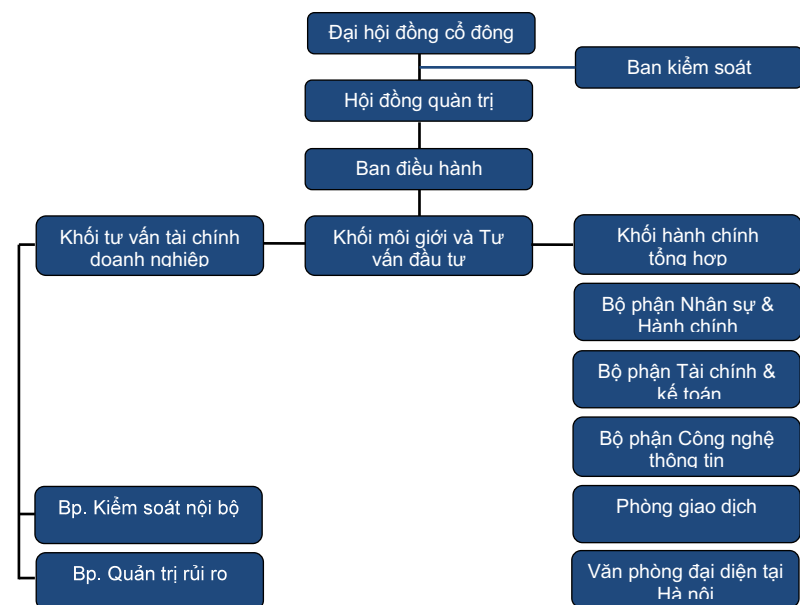 Đại hội đồng cổ đông
Ban kiểm soát
Hội đồng quàn trị
Ban điều hành
Khối tư vấn tài chính
doanh nghiệp
Khối môi giới và Tư
vấn đầu tư
Khối hành chính
tổng hợp
Bộ phận Nhân sự &
Hành chính
Bộ phận Tài chính &
kế toán
Bộ phận Công nghệ
thông tin
Bp. Kiểm soát nội bộ
Phòng giao dịch
Bp. Quản trị rủi ro
Văn phòng đại diện tại
Hà nội